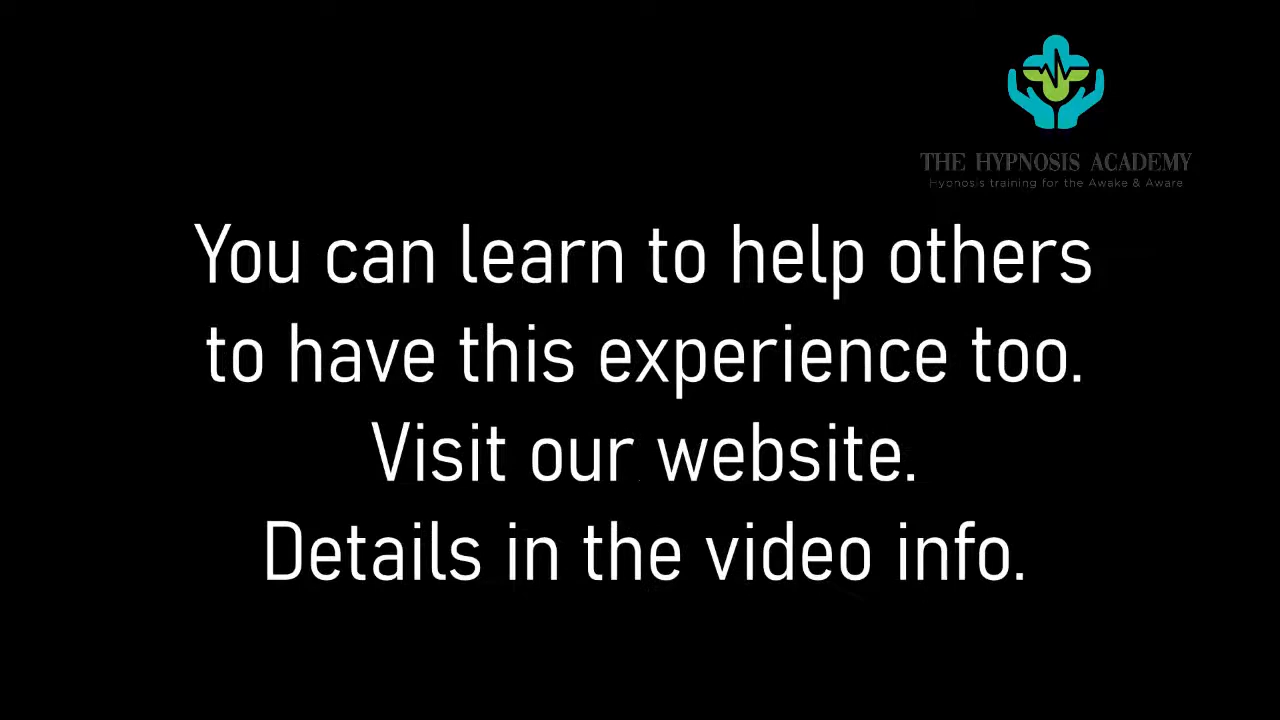 THE HYPNOSIS ACADEMY
Hypnosis training for the Awake & Aware
You can learn to help others
to have this experience too.
Visit our website.
Details in the video info.